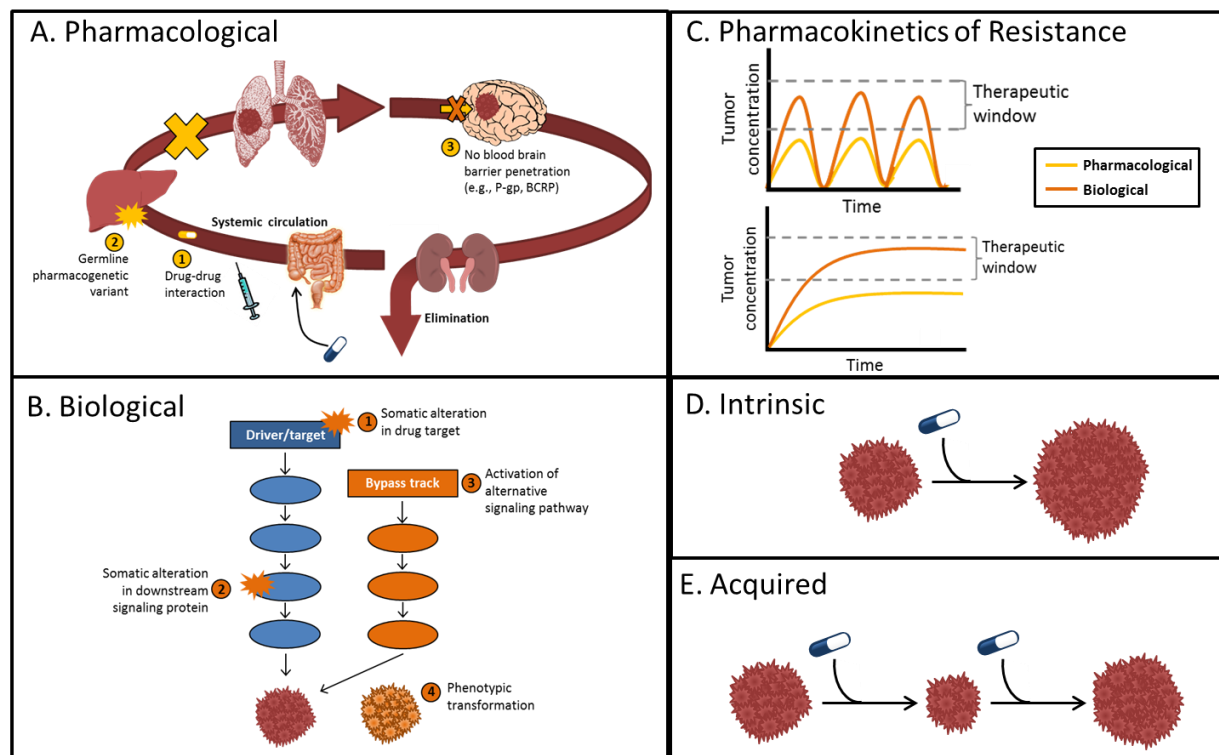 A. Pharmacological
3
No blood brain
barrier penetration
(e.g., P-gp, BCRP)
Systemic circulation
2
Germline
pharmacogenetic
variant
1
Drug-drug
interaction
Elimination
B. Biological
Driver/target
1
Somatic alteration
in drug target
Bypass track
3
Activation of
alternative
signaling pathway
Somatic alteration
in downstream
signaling protein
2
4
Phenotypic
transformation
C. Pharmacokinetics of Resistance
Tumor
concentration
Therapeutic
window
Time
Pharmacological
Biological
Tumor
concentration
Therapeutic
window
Time
D. Intrinsic
E. Acquired